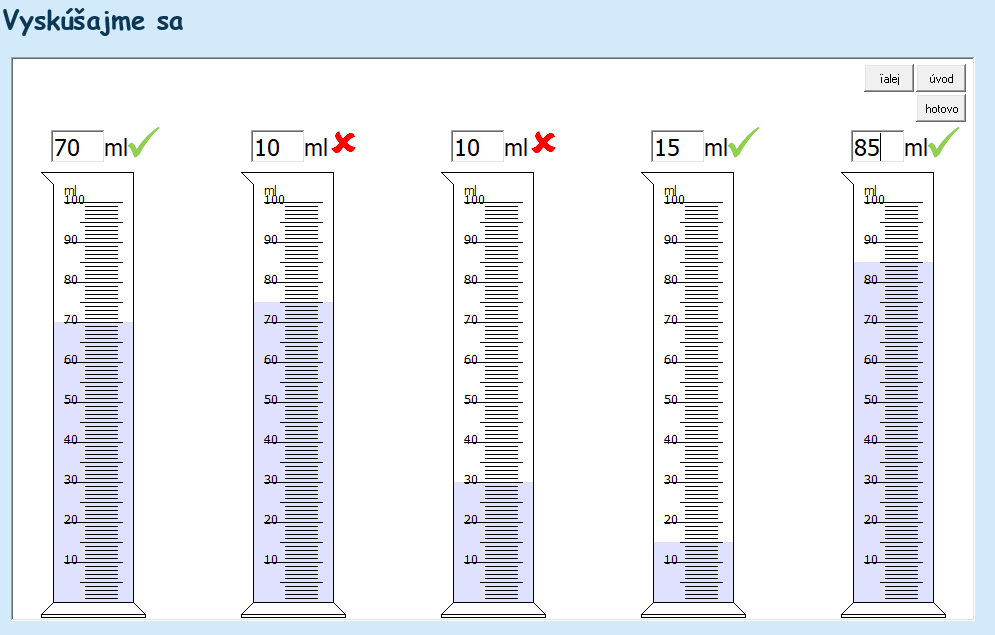 Vyskúšajme sa
ïalej úvod
hotovo
70 ml 10 ml 10 ml 15 ml 85 ml
ml ml ml ml ml
100 100 100 100 100
90 90 90 90 90
80 80 80 80 80
70 70 70 70 70
60 60 60 60 60
50 50 50 50 50
40 40 40 40 40
30 30 30 30 30
20 20 20 20 20
10 10 10 10 10